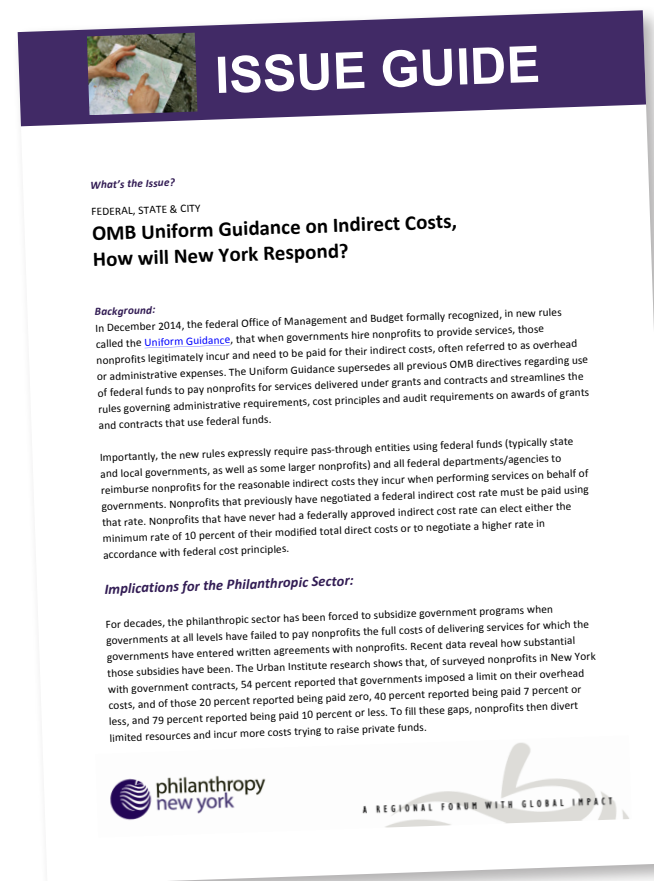 ISSUE GUIDE
What's the Issue?
FEDERAL, STATE & CITY
OMB Uniform Guidance on Indirect Costs,
How will New York Respond?
Background:
In December 2014, the federal Office of Management and Budget formally recognized, in new rules
called the Uniform Guidance, that when governments hire nonprofits to provide services, those
nonprofits legitimately incur and need to be paid for their indirect costs, often referred to as overhead
or administrative expenses. The Uniform Guidance supersedes all previous OMB directives regarding use
of federal funds to pay nonprofits for services delivered under grants and contracts and streamlines the
rules governing administrative requirements, cost principles and audit requirements on awards of grants
and contracts that use federal funds.
Importantly, the new rules expressly require pass-through entities using federal funds (typically state
and local governments, as well as some larger nonprofits) and all federal departments/agencies to
reimburse nonprofits for the reasonable indirect costs they incur when performing services on behalf of
governments. Nonprofits that previously have negotiated a federal indirect cost rate must be paid using
that rate. Nonprofits that have never had a federally approved indirect cost rate can elect either the
minimum rate of 10 percent of their modified total direct costs or to negotiate a higher rate in
accordance with federal cost principles.
Implications for the Philanthropic Sector:
For decades, the philanthropic sector has been forced to subsidize government programs when
governments at all levels have failed to pay nonprofits the full costs of delivering services for which the
governments have entered written agreements with nonprofits. Recent data reveal how substantial
those subsidies have been. The Urban Institute research shows that, of surveyed nonprofits in New York
with government contracts, 54 percent reported that governments imposed a limit on their overhead
costs, and of those 20 percent reported being paid zero, 40 percent reported being paid 7 percent or
less, and 79 percent reported being paid 10 percent or less. To fill these gaps, nonprofits then divert
limited resources and incur more costs trying to raise private funds.
philanthropy
new york
A REGIONAL FORUM WITH GLOBAL IMPACT